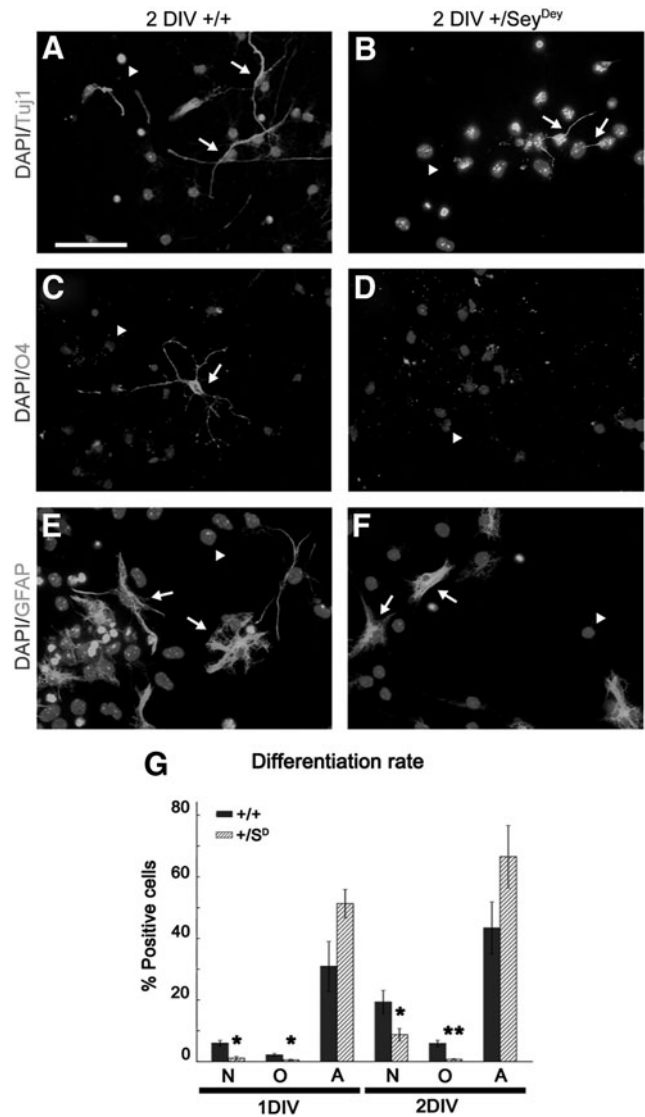 2 DIV +/+
2 DIV +/Sey^Dey
A
B
DAPI/Tuj1
C
D
DAPI/O4
E
F
DAPI/GFAP
G
Differentiation rate
+/+
+/S^D
% Positive cells
80
60
40
20
0
*
*
*
**
N O A N O A
1DIV 2DIV